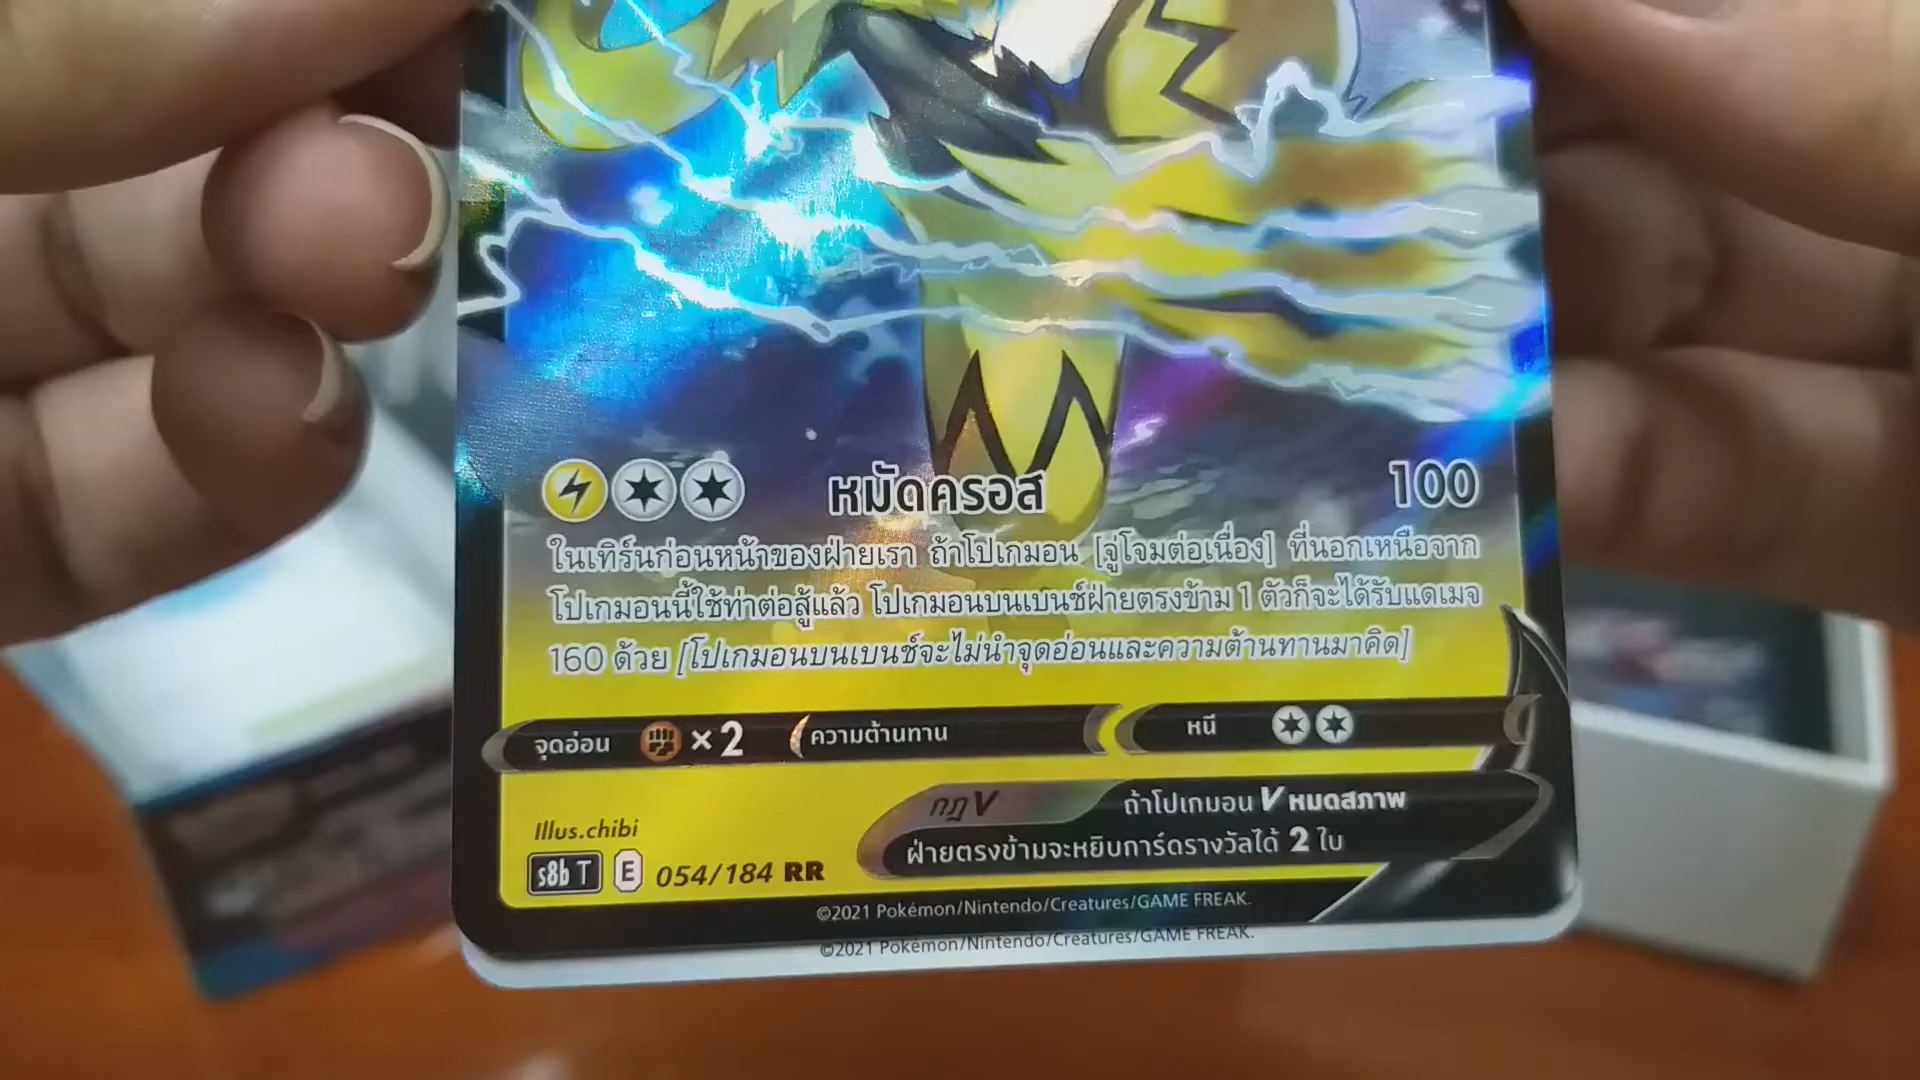 หมัดครอส 100
ในเทิร์นก่อนหน้าของฝ่ายเรา ถ้าโปเกมอน [จู่โจมต่อเนื่อง] ที่นอกเหนือจาก
โปเกมอนนี้ใช้ท่าต่อสู้แล้ว โปเกมอนบนเบนช์ฝ่ายตรงข้าม 1 ตัวก็จะได้รับแดเมจ
160 ด้วย [โปเกมอนบนเบนช์จะไม่นำจุดอ่อนและความต้านทานมาคิด]
จุดอ่อน ×2 ความต้านทาน หนี
กฎ V ถ้าโปเกมอน V หมดสภาพ
ฝ่ายตรงข้ามจะหยิบการ์ดรางวัลได้ 2 ใบ
Illus.chibi
s8b T E 054/184 RR
©2021 Pokémon/Nintendo/Creatures/GAME FREAK.
©2021 Pokémon/Nintendo/Creatures/GAME FREAK.